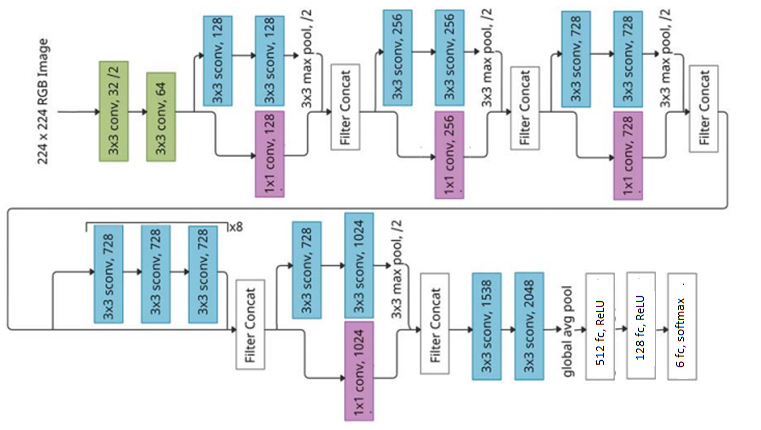 224 x 224 RGB Image
3x3 conv, 32 /2
3x3 conv, 64
3x3 sconv, 128
3x3 sconv, 128
3x3 max pool, /2
1x1 conv, 128
Filter Concat
3x3 sconv, 256
3x3 sconv, 256
3x3 max pool, /2
1x1 conv, 256
Filter Concat
3x3 sconv, 728
3x3 sconv, 728
3x3 max pool, /2
1x1 conv, 728
Filter Concat
3x3 sconv, 728
3x3 sconv, 728
3x3 sconv, 728
x8
Filter Concat
3x3 sconv, 728
3x3 sconv, 1024
3x3 max pool, /2
1x1 conv, 1024
Filter Concat
3x3 sconv, 1538
3x3 sconv, 2048
global avg pool
512 fc, ReLU
128 fc, ReLU
6 fc, softmax